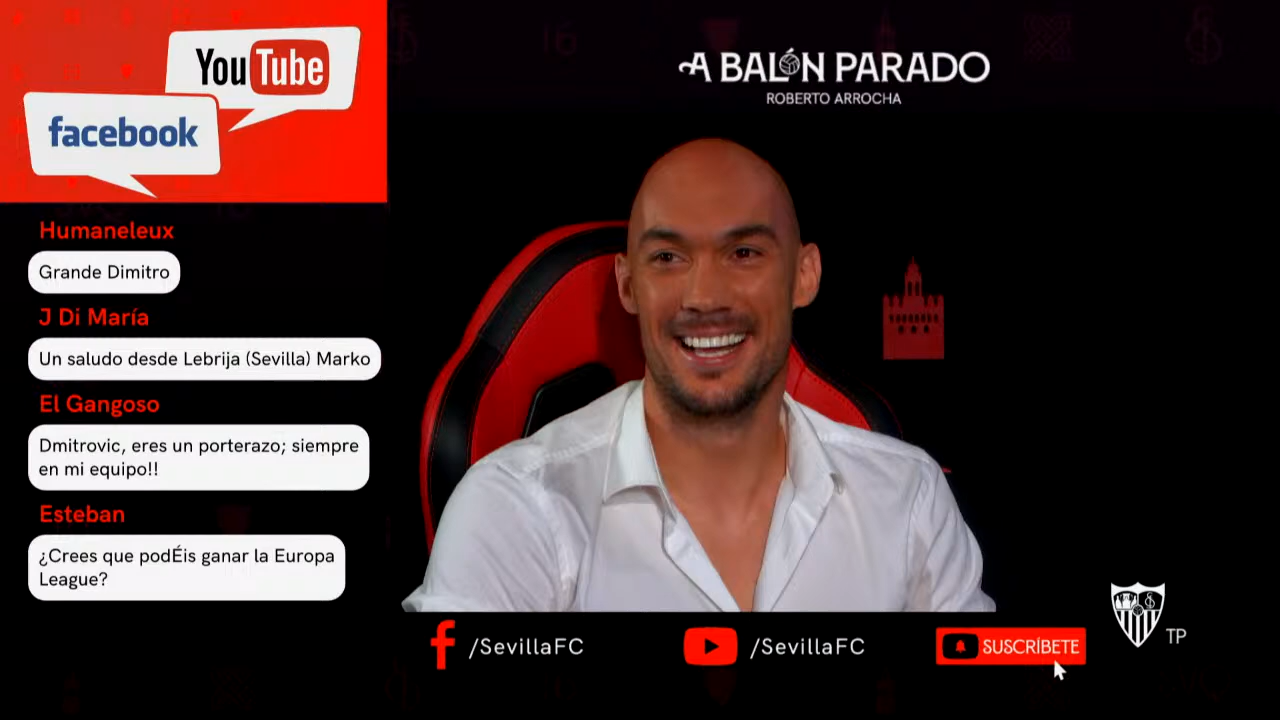 YouTube
facebook
Humaneleux
Grande Dimitro
J Di María
Un saludo desde Lebrija (Sevilla) Marko
El Gangoso
Dmitrovic, eres un porterazo; siempre
en mi equipo!!
Esteban
¿Crees que podÉis ganar la Europa
League?
A BALÓN PARADO
ROBERTO ARROCHA
/SevillaFC
/SevillaFC
SUSCRÍBETE
TP